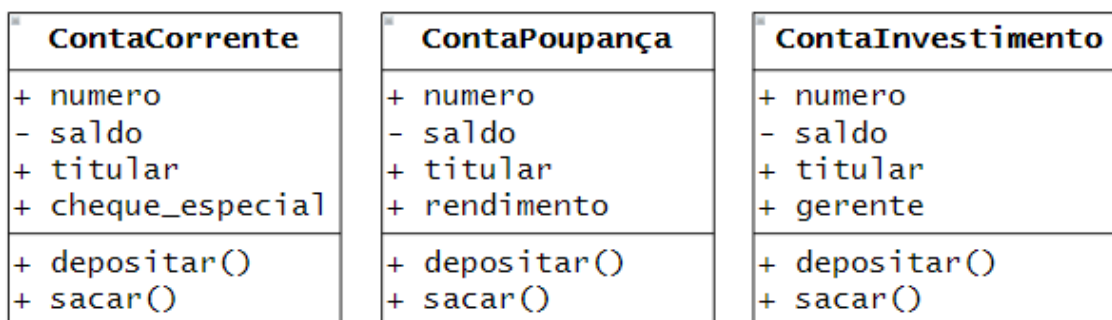 ContaCorrente
+ numero
- saldo
+ titular
+ cheque_especial
+ depositar()
+ sacar()
ContaPoupança
+ numero
- saldo
+ titular
+ rendimento
+ depositar()
+ sacar()
ContaInvestimento
+ numero
- saldo
+ titular
+ gerente
+ depositar()
+ sacar()